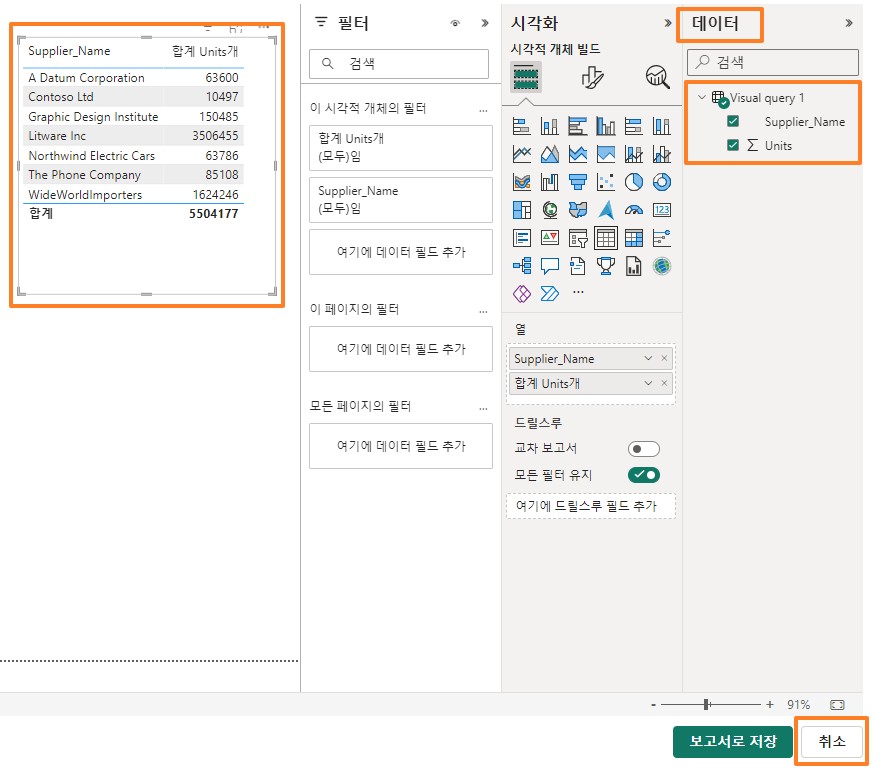 Supplier_Name 합계 Units개
A Datum Corporation 63600
Contoso Ltd 10497
Graphic Design Institute 150485
Litware Inc 3506455
Northwind Electric Cars 63786
The Phone Company 85108
WideWorldImporters 1624246
합계 5504177
필터
검색
이 시각적 개체의 필터 ...
합계 Units개
(모두)임
Supplier_Name
(모두)임
여기에 데이터 필드 추가
이 페이지의 필터 ...
여기에 데이터 필드 추가
모든 페이지의 필터 ...
여기에 데이터 필드 추가
시각화
시각적 개체 빌드
123
...
열
Supplier_Name
합계 Units개
드릴스루
교차 보고서
모든 필터 유지
여기에 드릴스루 필드 추가
데이터
검색
Visual query 1
Supplier_Name
Units
- + 91%
보고서로 저장 취소